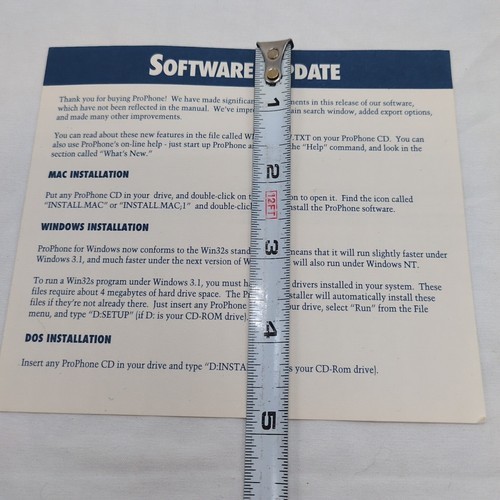 SOFTWARE PDATE
Thank you for buying ProPhone! We have made significan ments in this release of our software,
which have not been reflected in the manual. We've impr ain search window, added export options,
and made many other improvements.
You can read about these new features in the file called W .TXT on your ProPhone CD. You can
also use ProPhone's on-line help - just start up ProPhone a the "Help" command, and look in the
section called "What's New."
MAC INSTALLATION
Put any ProPhone CD in your drive, and double-click on t on to open it. Find the icon called
"INSTALL.MAC" or "INSTALL.MAC;1" and double-cl nstall the ProPhone software.
WINDOWS INSTALLATION
ProPhone for Windows now conforms to the Win32s stand means that it will run slightly faster under
Windows 3.1, and much faster under the next version of W will also run under Windows NT.
To run a Win32s program under Windows 3.1, you must h drivers installed in your system. These
files require about 4 megabytes of hard drive space. The P staller will automatically install these
files if they're not already there. Just insert any ProPhone ur drive, select "Run" from the File
menu, and type "D:SETUP" [if D: is your CD-ROM drive].
DOS INSTALLATION
Insert any ProPhone CD in your drive and type "D:INSTA s your CD-Rom drive].
1
2
12FT
3
4
5